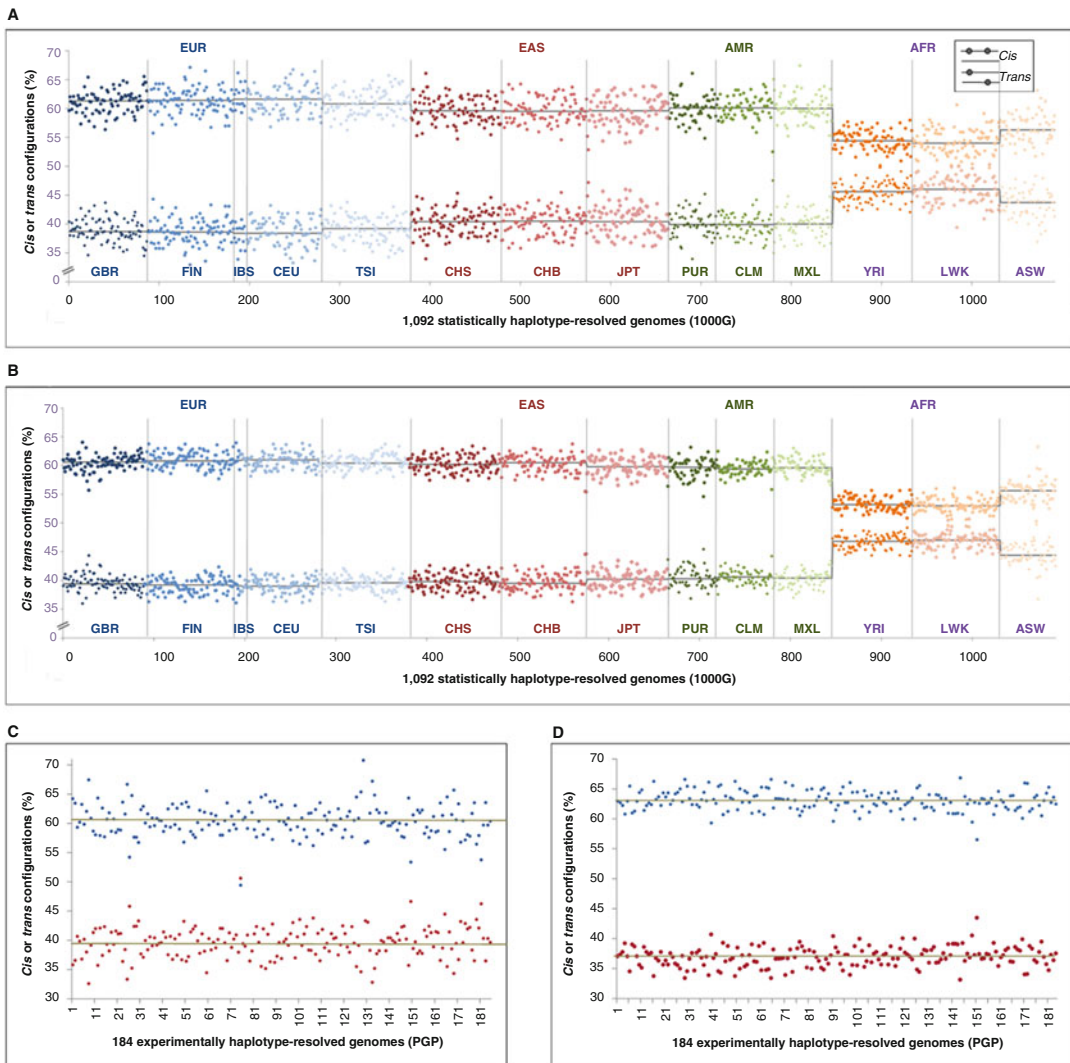 A
EUR EAS AMR AFR
Cis
Trans
Cis or trans configurations (%)
70
65
60
55
50
45
40
35
0
GBR FIN IBS CEU TSI CHS CHB JPT PUR CLM MXL YRI LWK ASW
0 100 200 300 400 500 600 700 800 900 1000
1,092 statistically haplotype-resolved genomes (1000G)
B
EUR EAS AMR AFR
Cis or trans configurations (%)
70
65
60
55
50
45
40
35
0
GBR FIN IBS CEU TSI CHS CHB JPT PUR CLM MXL YRI LWK ASW
0 100 200 300 400 500 600 700 800 900 1000
1,092 statistically haplotype-resolved genomes (1000G)
C
Cis or trans configurations (%)
70
65
60
55
50
45
40
35
30
1 11 21 31 41 51 61 71 81 91 101 111 121 131 141 151 161 171 181
184 experimentally haplotype-resolved genomes (PGP)
D
Cis or trans configurations (%)
70
65
60
55
50
45
40
35
30
1 11 21 31 41 51 61 71 81 91 101 111 121 131 141 151 161 171 181
184 experimentally haplotype-resolved genomes (PGP)